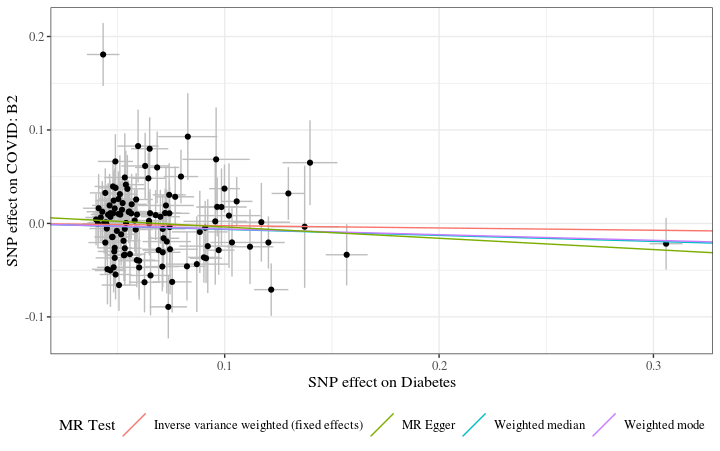 0.2
0.1
0.0
-0.1
SNP effect on COVID: B2
0.1 0.2 0.3
SNP effect on Diabetes
MR Test Inverse variance weighted (fixed effects) MR Egger Weighted median Weighted mode